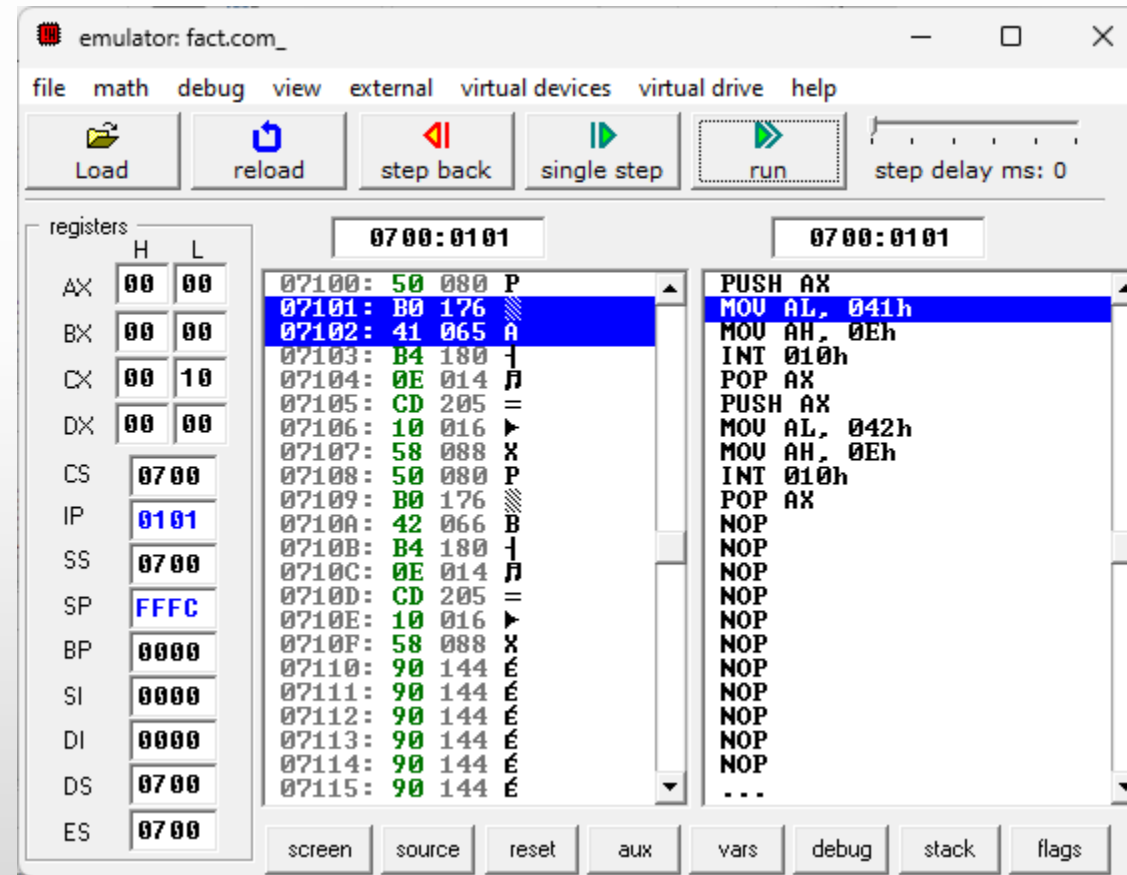 emulator: fact.com_
file math debug view external virtual devices virtual drive help
Load reload step back single step run step delay ms: 0
registers
H L
AX 00 00
BX 00 00
CX 00 10
DX 00 00
CS 0700
IP 0101
SS 0700
SP FFFC
BP 0000
SI 0000
DI 0000
DS 0700
ES 0700
0700:0101
07100: 50 080 P
07101: B0 176 ▒
07102: 41 065 A
07103: B4 180 ┤
07104: 0E 014 ♫
07105: CD 205 =
07106: 10 016 ►
07107: 58 088 X
07108: 50 080 P
07109: B0 176 ▒
0710A: 42 066 B
0710B: B4 180 ┤
0710C: 0E 014 ♫
0710D: CD 205 =
0710E: 10 016 ►
0710F: 58 088 X
07110: 90 144 É
07111: 90 144 É
07112: 90 144 É
07113: 90 144 É
07114: 90 144 É
07115: 90 144 É
0700:0101
PUSH AX
MOV AL, 041h
MOV AH, 0Eh
INT 010h
POP AX
PUSH AX
MOV AL, 042h
MOV AH, 0Eh
INT 010h
POP AX
NOP
NOP
NOP
NOP
NOP
NOP
NOP
NOP
NOP
NOP
NOP
...
screen source reset aux vars debug stack flags